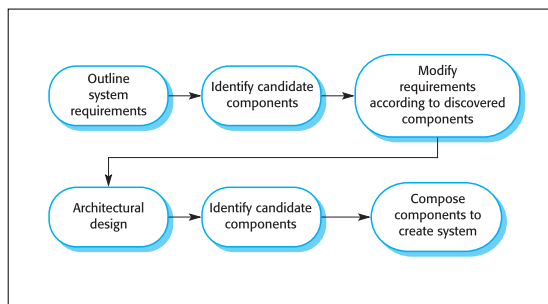 Outline
system
requirements
Identify candidate
components
Modify
requirements
according to discovered
components
Architectural
design
Identify candidate
components
Compose
components to
create system